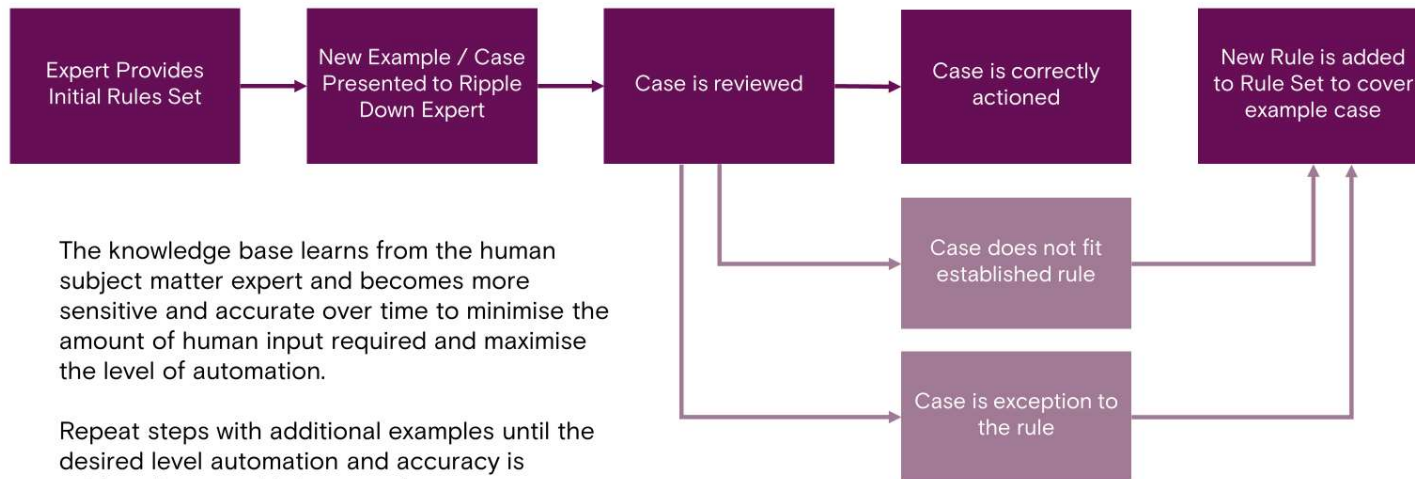 Expert Provides
Initial Rules Set
New Example / Case
Presented to Ripple
Down Expert
Case is reviewed
Case is correctly
actioned
New Rule is added
to Rule Set to cover
example case
Case does not fit
established rule
Case is exception to
the rule
The knowledge base learns from the human
subject matter expert and becomes more
sensitive and accurate over time to minimise the
amount of human input required and maximise
the level of automation.
Repeat steps with additional examples until the
desired level automation and accuracy is